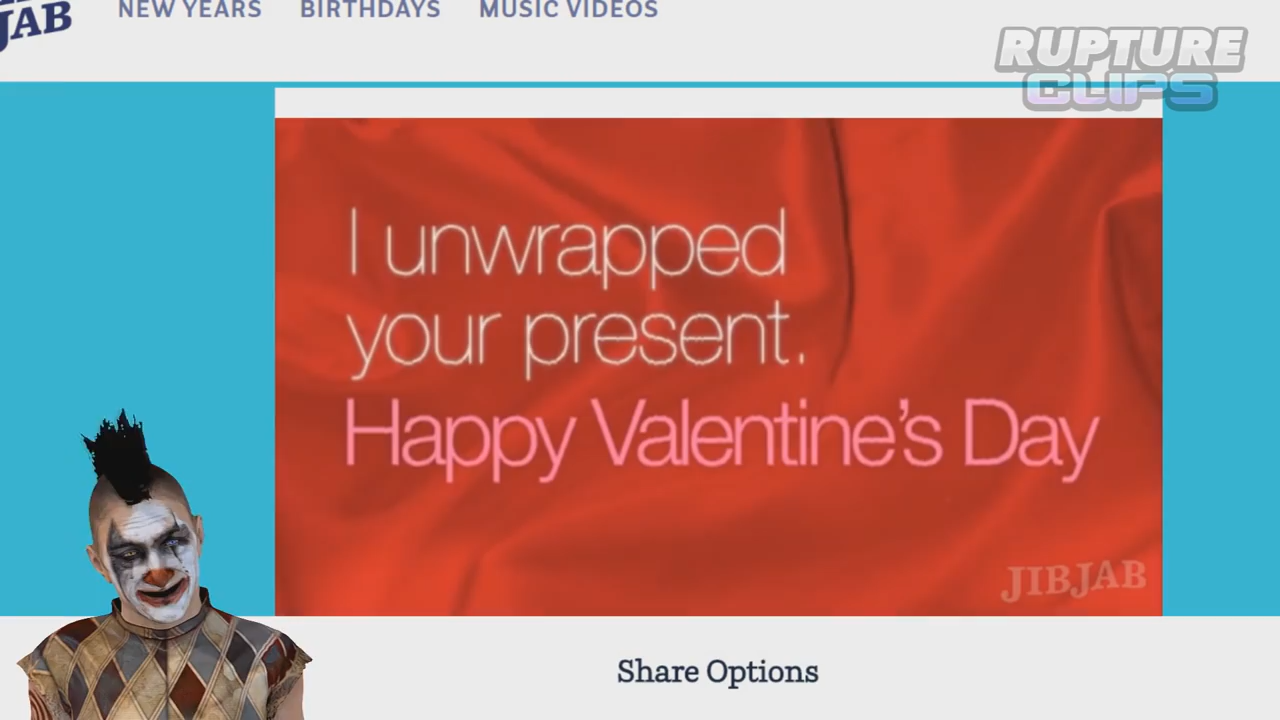 JAB
NEW YEARS BIRTHDAYS MUSIC VIDEOS
RUPTURE
CLIPS
I unwrapped
your present.
Happy Valentine's Day
JIBJAB
Share Options